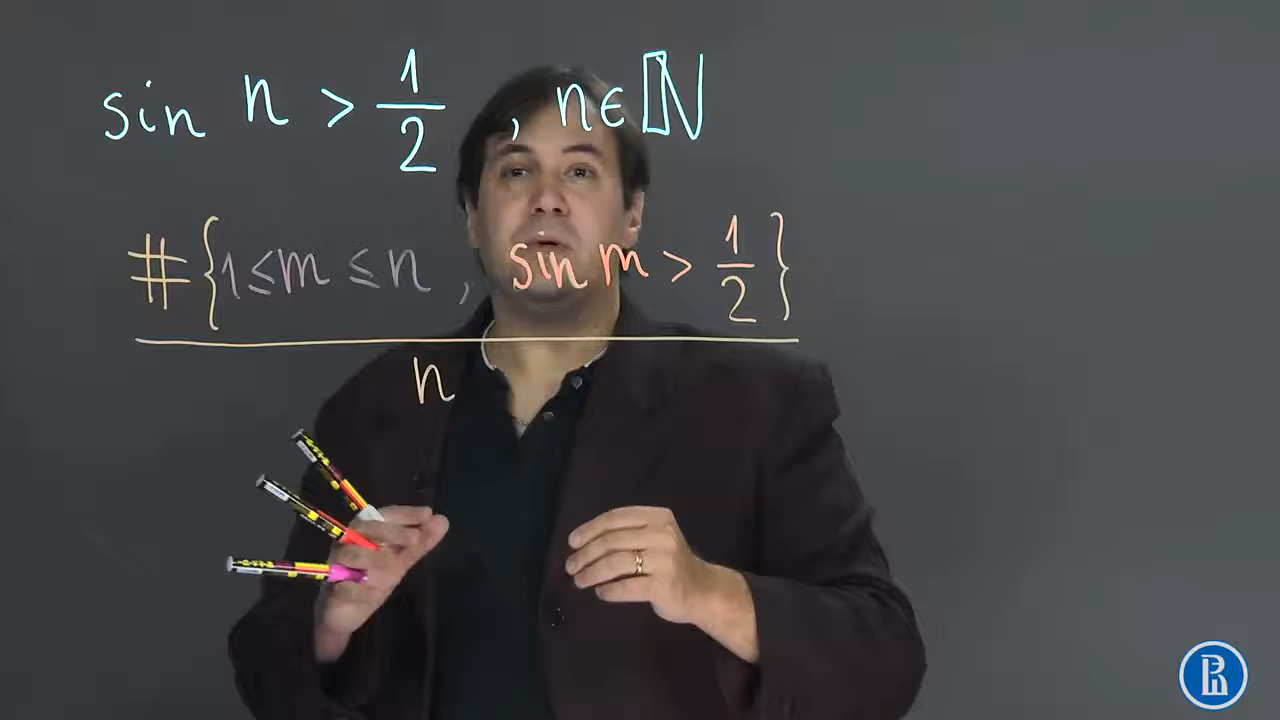 sin n > 1/2 , n∈ℕ
#{1≤m≤n, sin m > 1/2}
n